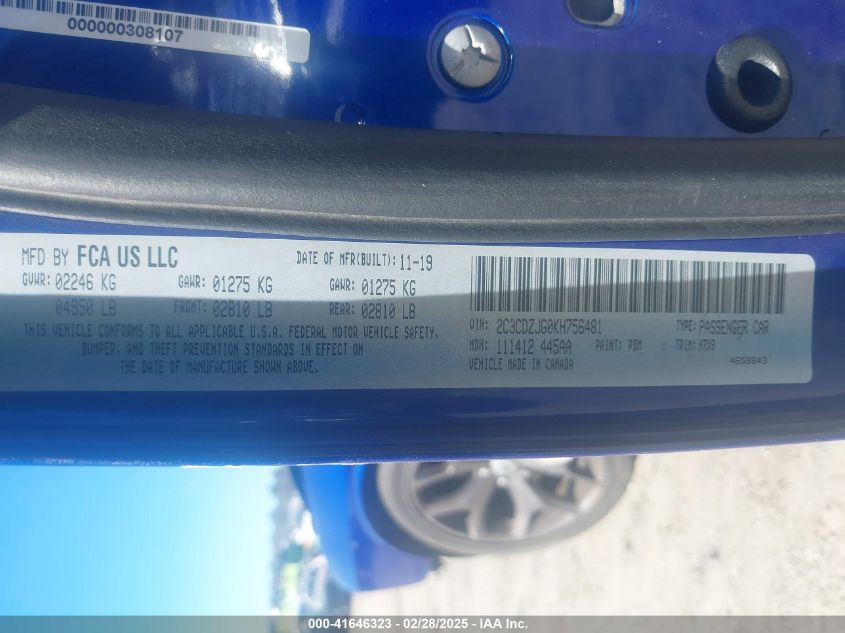 000000308107
MFD BY FCA US LLC
DATE OF MFR(BUILT): 11-19
GVWR: 02246 KG
GAWR: 01275 KG
GAWR: 01275 KG
04950 LB
FRONT: 02810 LB
REAR: 02810 LB
THIS VEHICLE CONFORMS TO ALL APPLICABLE U.S.A. FEDERAL MOTOR VEHICLE SAFETY,
BUMPER, AND THEFT PREVENTION STANDARDS IN EFFECT ON
THE DATE OF MANUFACTURE SHOWN ABOVE.
VIN: 2C3CDZJG0KH756481
TYPE: PASSENGER CAR
MDH: 111412 445AA
PAINT: PBM
TRIM: H7X9
VEHICLE MADE IN CANADA
4658843
000-41646323 — 02/28/2025 — IAA Inc.